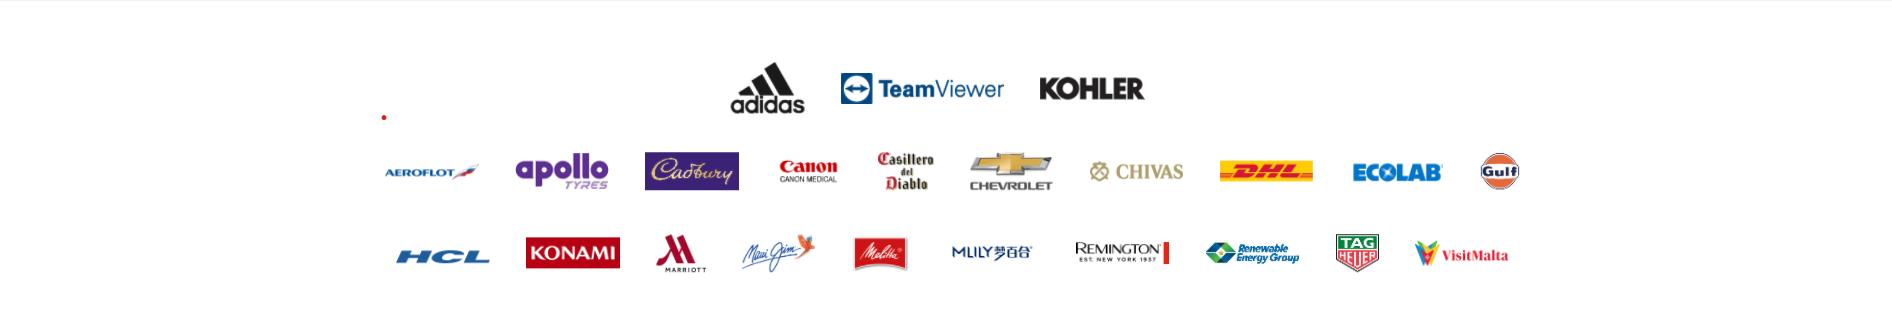 adidas TeamViewer KOHLER
AEROFLOT apollo TYRES Cadbury Canon CANON MEDICAL Casillero del Diablo CHEVROLET CHIVAS DHL ECOLAB Gulf
HCL KONAMI MARRIOTT Maui Jim Melitta MLILY梦百合 REMINGTON EST. NEW YORK 1937 Renewable Energy Group TAG HEUER VisitMalta